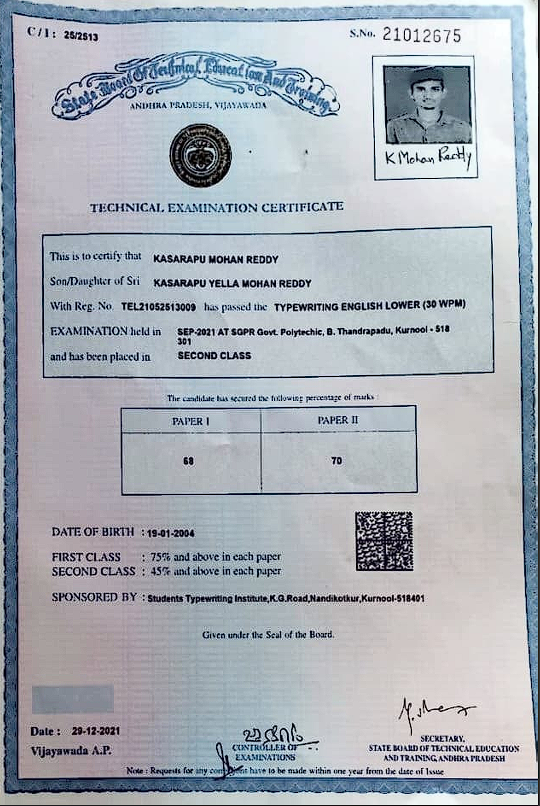 C/I: 25/2513
S.No. 21012675
State Board Of Technical Education And Training
ANDHRA PRADESH, VIJAYAWADA
K Mohan Reddy
TECHNICAL EXAMINATION CERTIFICATE
This is to certify that KASARAPU MOHAN REDDY
Son/Daughter of Sri KASARAPU YELLA MOHAN REDDY
With Reg. No. TEL21052513009 has passed the TYPEWRITING ENGLISH LOWER (30 WPM)
EXAMINATION held in SEP-2021 AT SGPR Govt. Polytechic, B. Thandrapadu, Kurnool - 518
301
and has been placed in SECOND CLASS
The candidate has secured the following percentage of marks :
PAPER I PAPER II
68 70
DATE OF BIRTH : 19-01-2004
FIRST CLASS : 75% and above in each paper
SECOND CLASS : 45% and above in each paper
SPONSORED BY : Students Typewriting Institute,K.G.Road,Nandikotkur,Kurnool-518401
Given under the Seal of the Board.
Date : 29-12-2021
Vijayawada A.P.
CONTROLLER OF
EXAMINATIONS
SECRETARY,
STATE BOARD OF TECHNICAL EDUCATION
AND TRAINING, ANDHRA PRADESH
Note : Requests for any have to be made within one year from the date of Issue